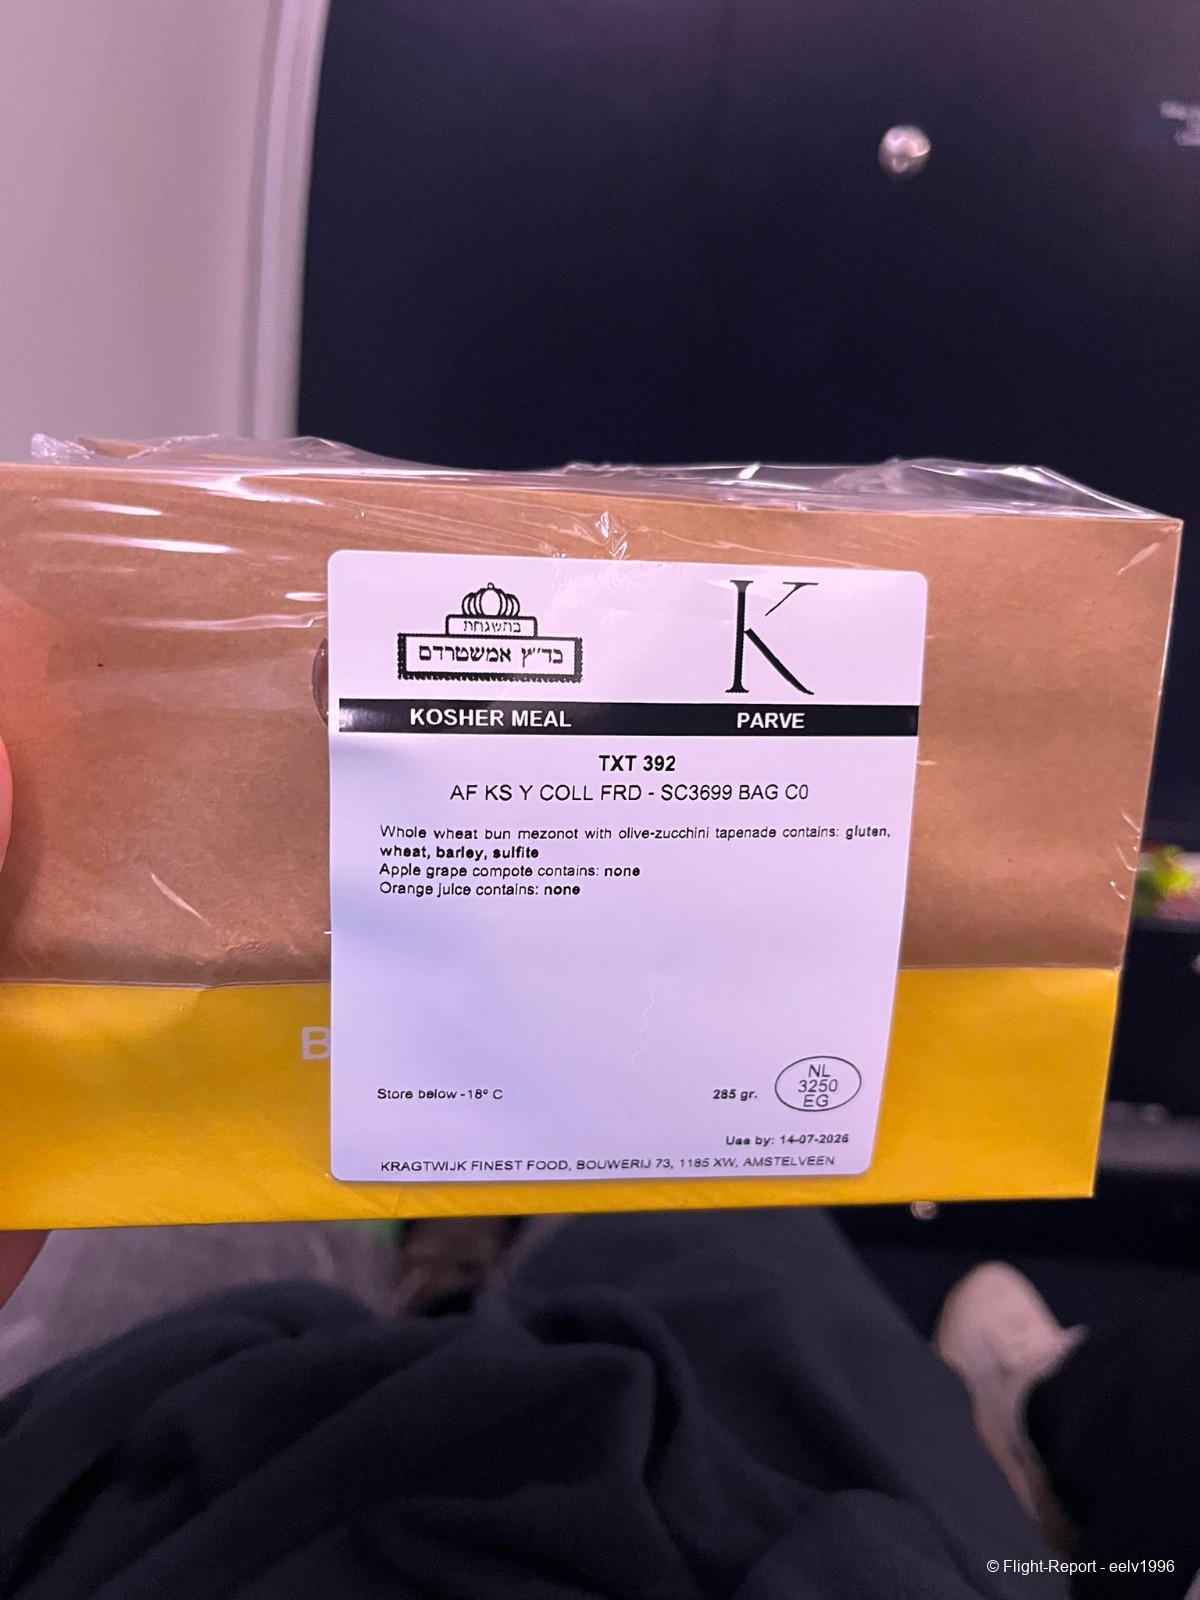 בהשגחת
בד״ץ אמשטרדם
K
KOSHER MEAL PARVE
TXT 392
AF KS Y COLL FRD - SC3699 BAG C0
Whole wheat bun mezonot with olive-zucchini tapenade contains: gluten,
wheat, barley, sulfite
Apple grape compote contains: none
Orange juice contains: none
B
Store below -18º C 285 gr.
NL
3250
EG
Use by: 14-07-2026
KRAGTWIJK FINEST FOOD, BOUWERIJ 73, 1185 XW, AMSTELVEEN
© Flight-Report - eelv1996